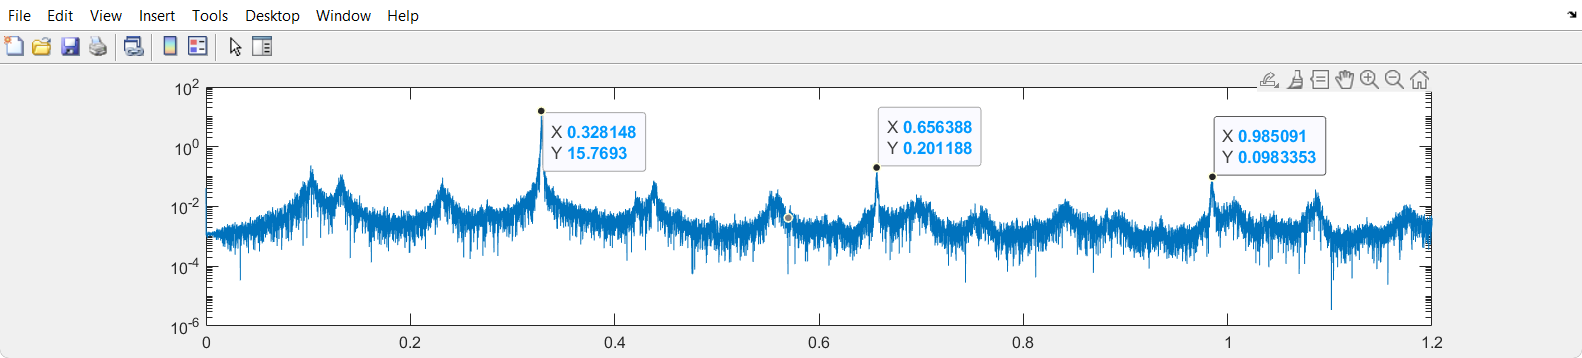 File Edit View Insert Tools Desktop Window Help
10^2
10^0
10^-2
10^-4
10^-6
X 0.328148
Y 15.7693
X 0.656388
Y 0.201188
X 0.985091
Y 0.0983353
0 0.2 0.4 0.6 0.8 1 1.2